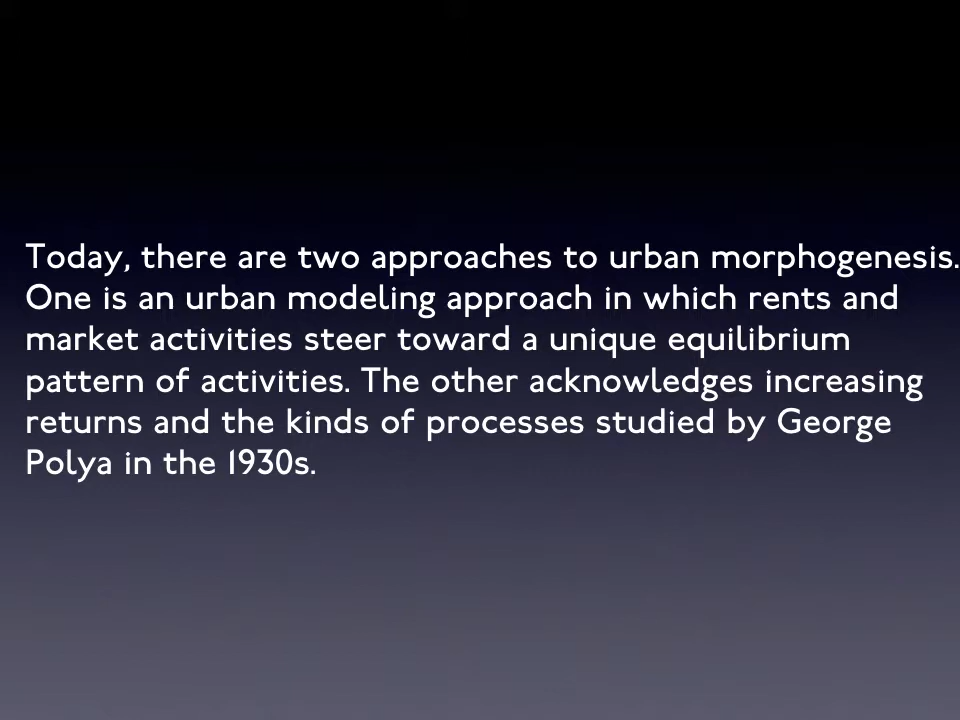 Today, there are two approaches to urban morphogenesis.
One is an urban modeling approach in which rents and
market activities steer toward a unique equilibrium
pattern of activities. The other acknowledges increasing
returns and the kinds of processes studied by George
Polya in the 1930s.